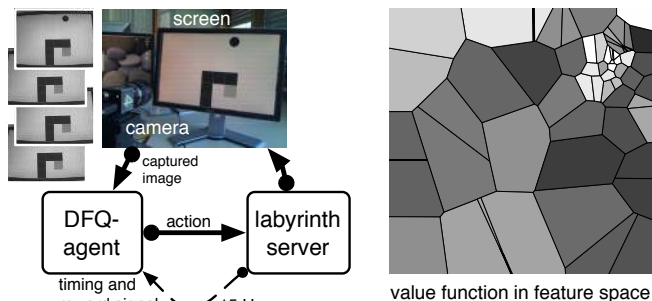 screen
camera
captured
image
DFQ-
agent
action
labyrinth
server
timing and
value function in feature space